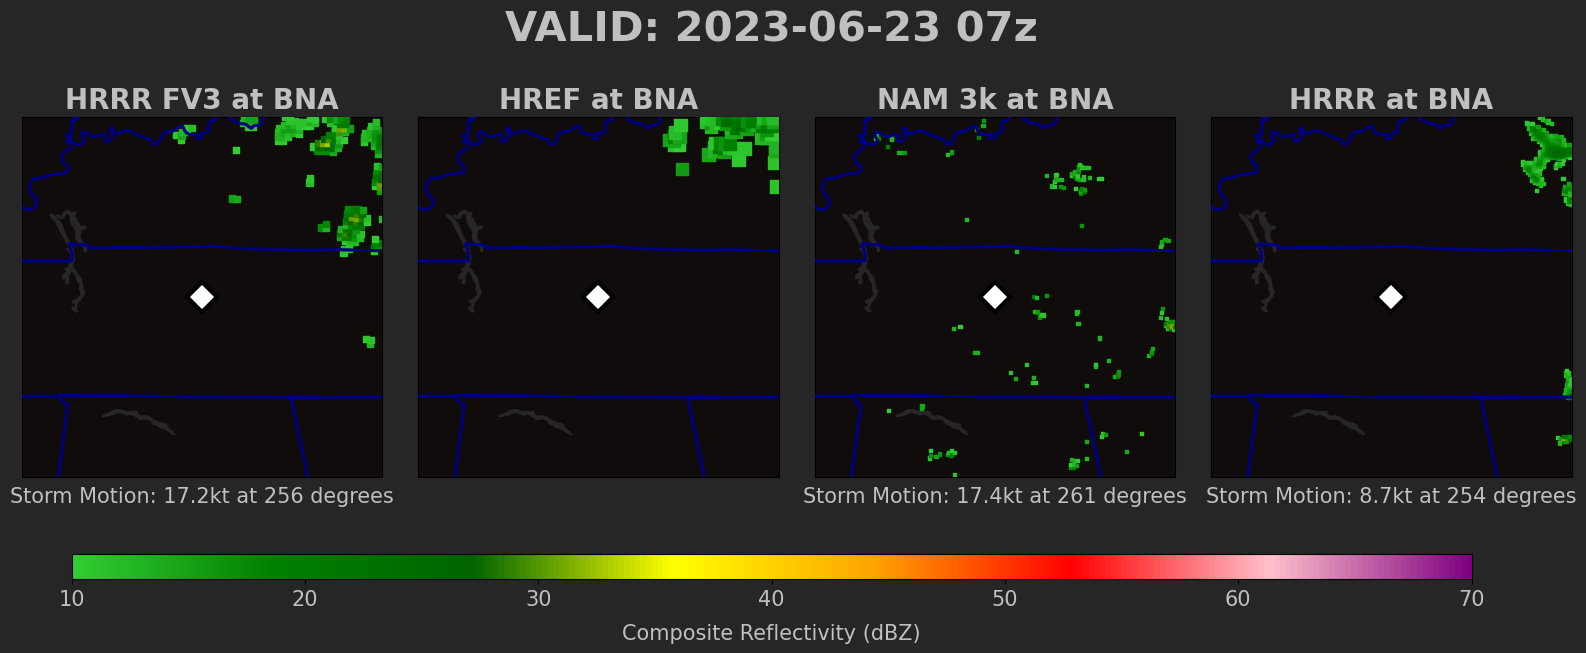 VALID: 2023-06-23 07z
HRRR FV3 at BNA
HREF at BNA
NAM 3k at BNA
HRRR at BNA
Storm Motion: 17.2kt at 256 degrees
Storm Motion: 17.4kt at 261 degrees
Storm Motion: 8.7kt at 254 degrees
10 20 30 40 50 60 70
Composite Reflectivity (dBZ)